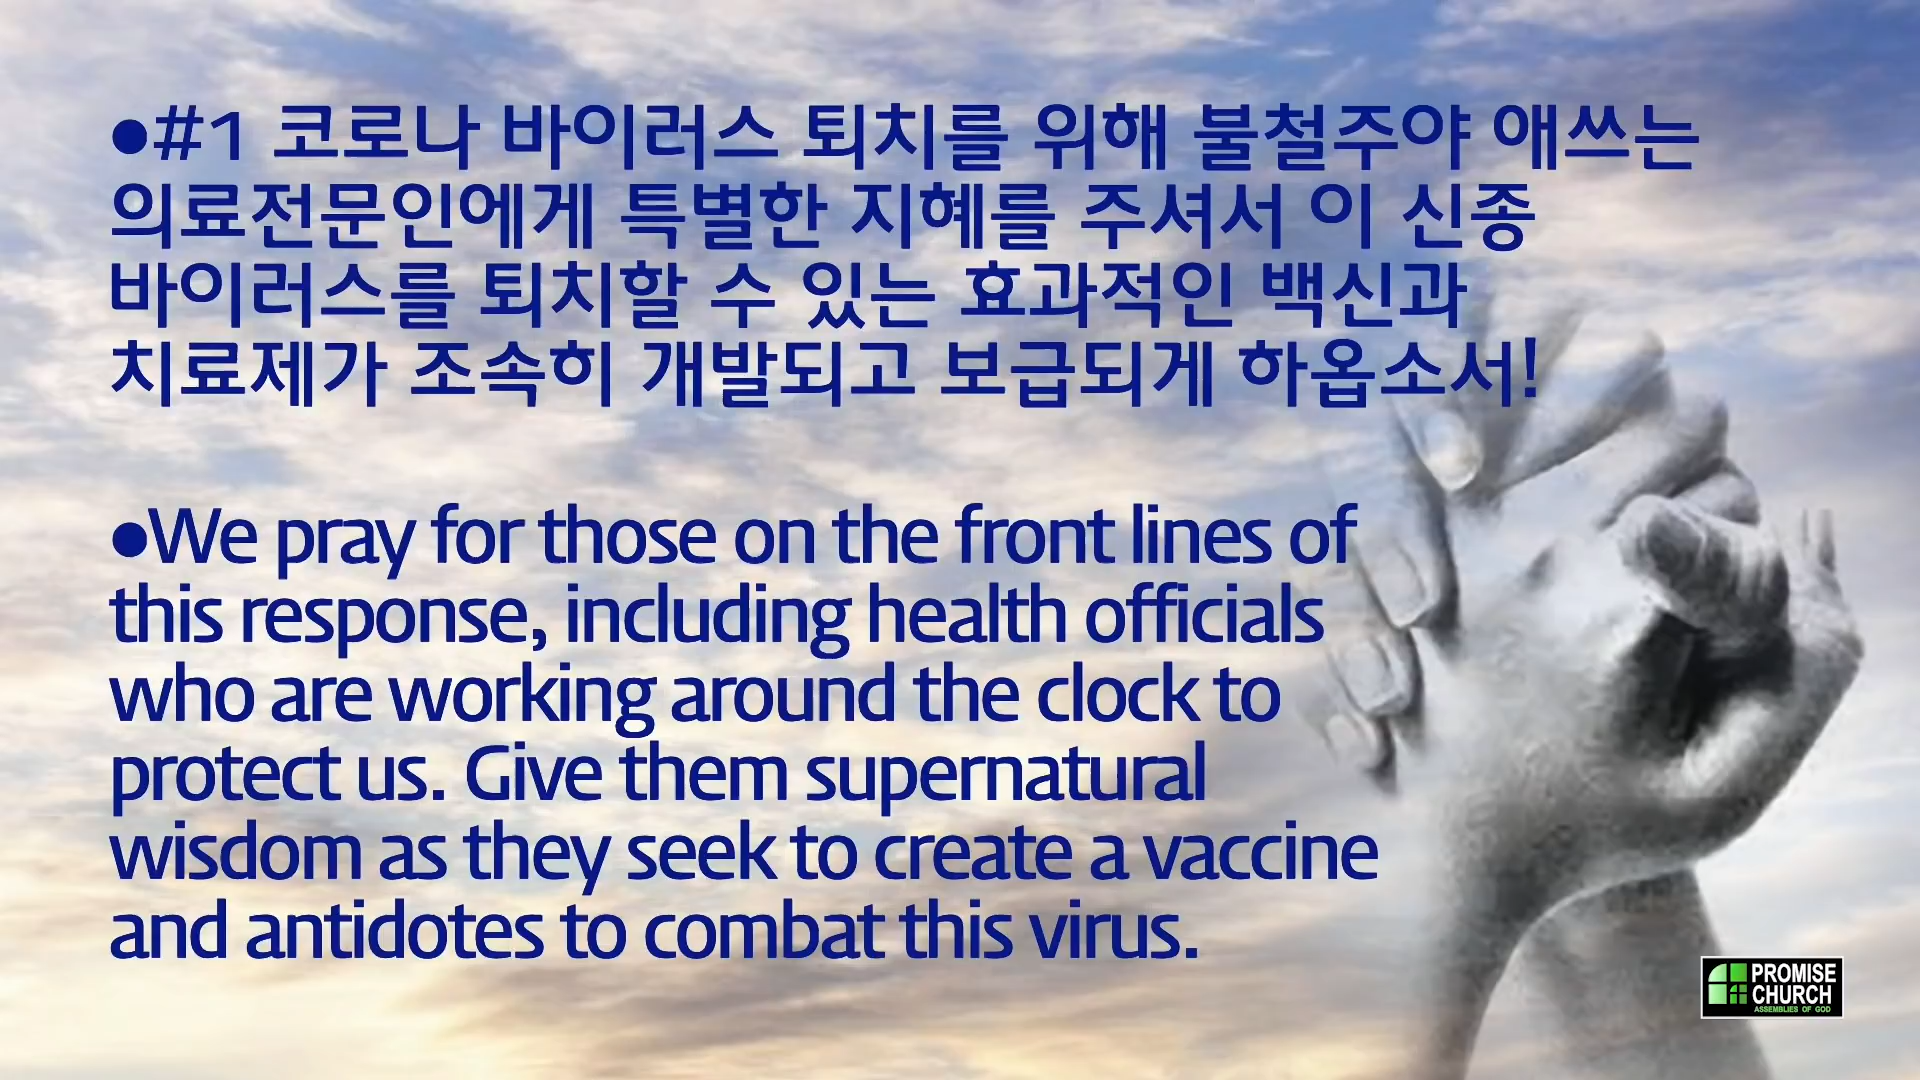 ●#1 코로나 바이러스 퇴치를 위해 불철주야 애쓰는
의료전문인에게 특별한 지혜를 주셔서 이 신종
바이러스를 퇴치할 수 있는 효과적인 백신과
치료제가 조속히 개발되고 보급되게 하옵소서!
●We pray for those on the front lines of
this response, including health officials
who are working around the clock to
protect us. Give them supernatural
wisdom as they seek to create a vaccine
and antidotes to combat this virus.
PROMISE
CHURCH
ASSEMBLIES OF GOD